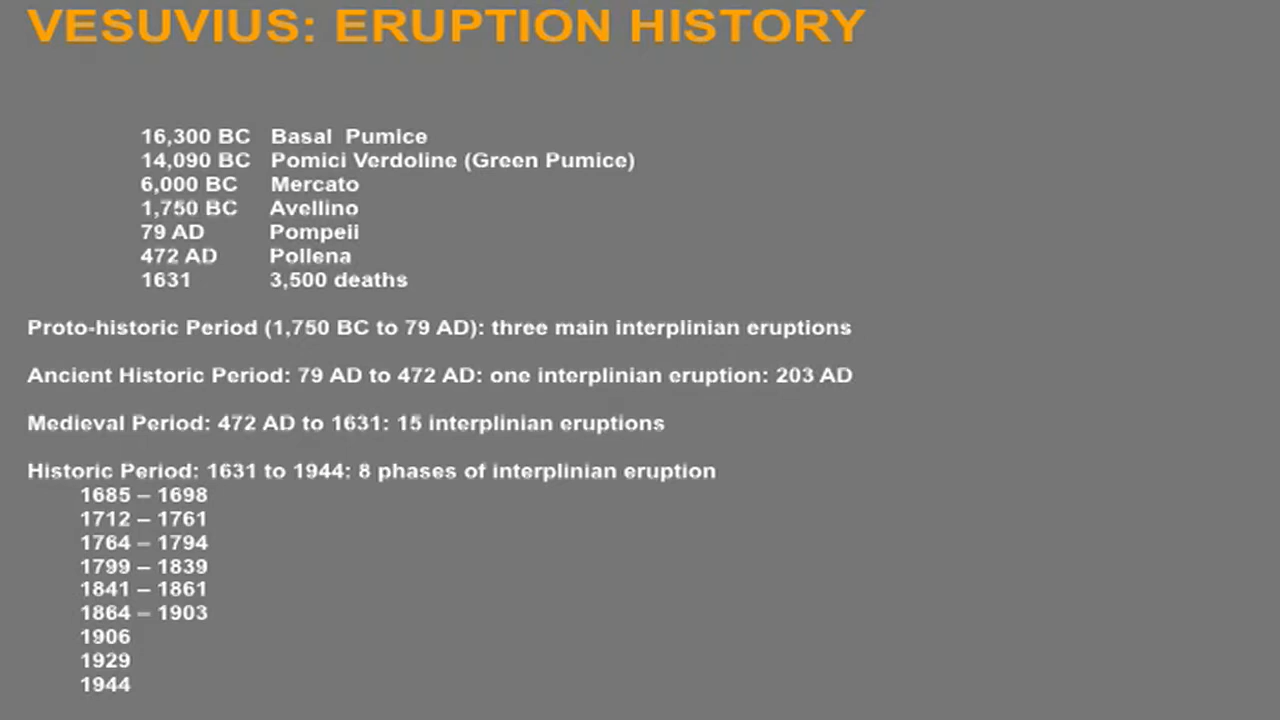 VESUVIUS: ERUPTION HISTORY
16,300 BC Basal Pumice
14,090 BC Pomici Verdoline (Green Pumice)
6,000 BC Mercato
1,750 BC Avellino
79 AD Pompeii
472 AD Pollena
1631 3,500 deaths
Proto-historic Period (1,750 BC to 79 AD): three main interplinian eruptions
Ancient Historic Period: 79 AD to 472 AD: one interplinian eruption: 203 AD
Medieval Period: 472 AD to 1631: 15 interplinian eruptions
Historic Period: 1631 to 1944: 8 phases of interplinian eruption
1685 – 1698
1712 – 1761
1764 – 1794
1799 – 1839
1841 – 1861
1864 – 1903
1906
1929
1944